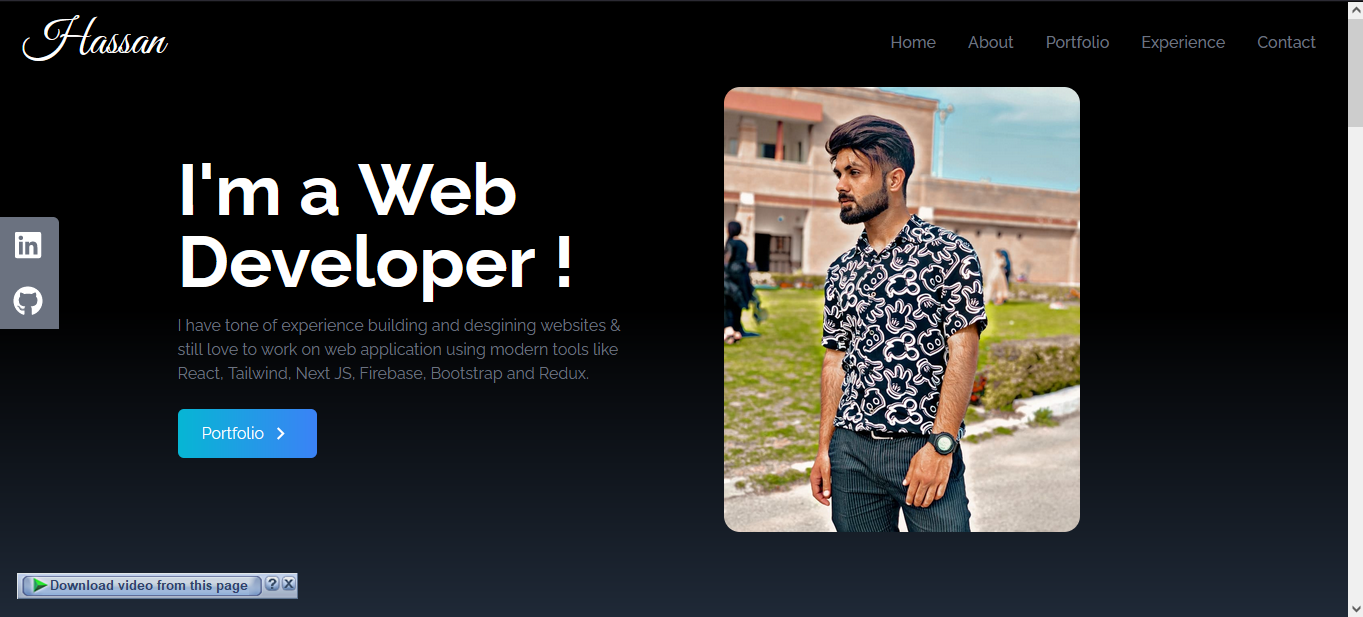 Hassan
Home About Portfolio Experience Contact
I'm a Web
Developer !
in
I have tone of experience building and desgining websites &
still love to work on web application using modern tools like
React, Tailwind, Next JS, Firebase, Bootstrap and Redux.
Portfolio
Download video from this page ? X